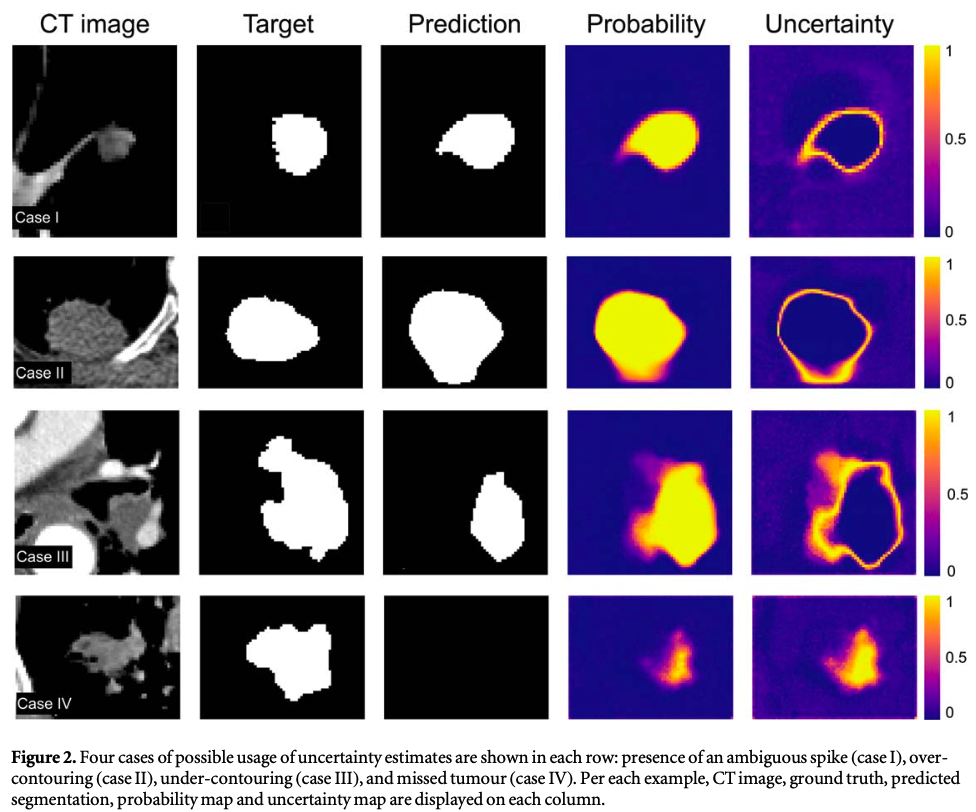 CT image Target Prediction Probability Uncertainty
1
0.5
0
Case I
1
0.5
0
Case II
1
0.5
0
Case III
1
0.5
0
Case IV
Figure 2. Four cases of possible usage of uncertainty estimates are shown in each row: presence of an ambiguous spike (case I), over-
contouring (case II), under-contouring (case III), and missed tumour (case IV). Per each example, CT image, ground truth, predicted
segmentation, probability map and uncertainty map are displayed on each column.